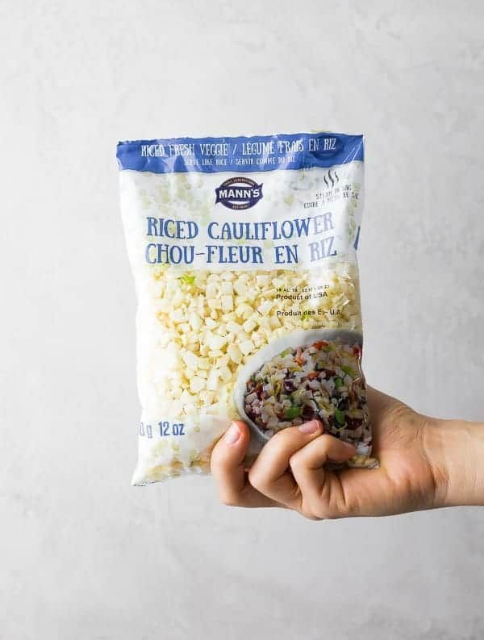 RICED FRESH VEGGIE / LÉGUME FRAIS EN RIZ
SERVE LIKE RICE / SERVIR COMME DU RIZ
MANN'S
RICED CAULIFLOWER
CHOU-FLEUR EN RIZ
Product of USA
Produit des É.-U.A.
g 12 oz